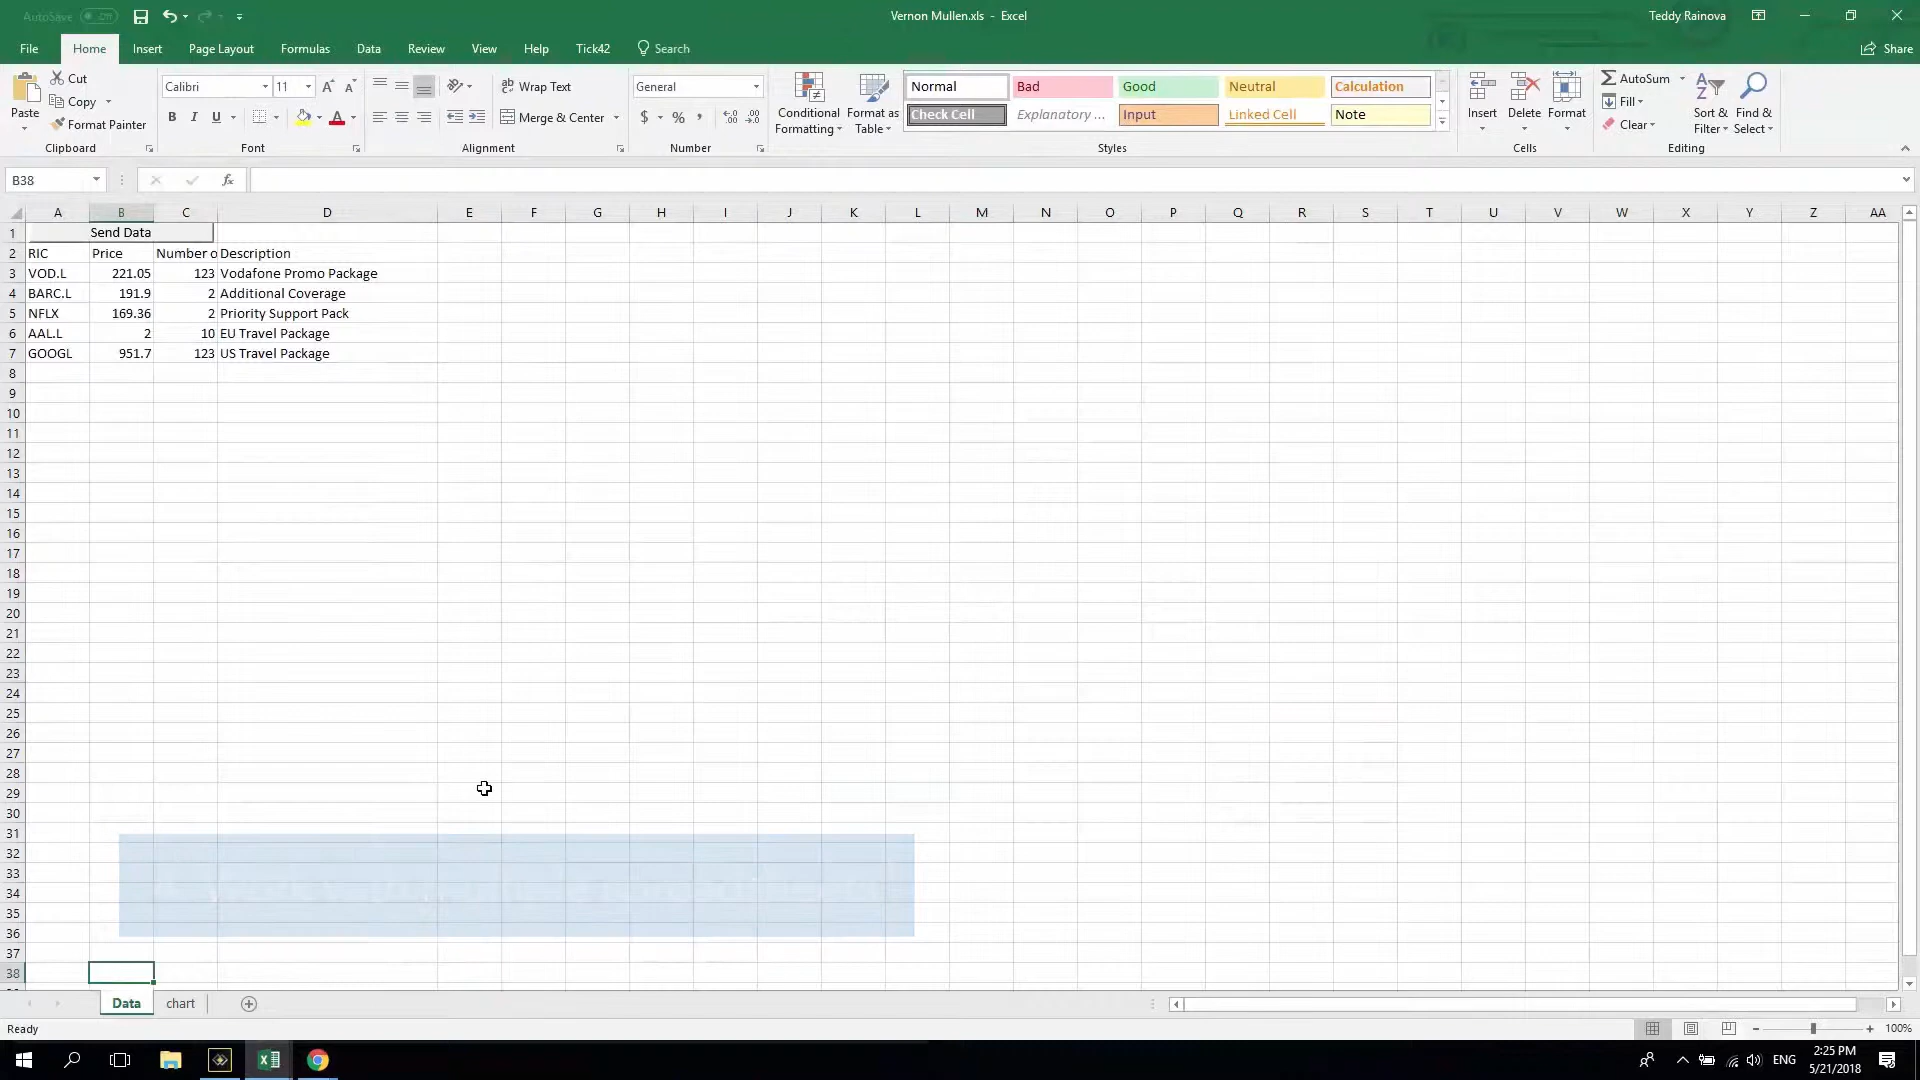 AutoSave Off Vernon Mullen.xls - Excel Teddy Rainova
File Home Insert Page Layout Formulas Data Review View Help Tick42 Search Share
Paste Cut Copy Format Painter Clipboard
Calibri 11 A A B I U A Font
Wrap Text Merge & Center Alignment
General $ % , Number
Conditional Formatting Format as Table
Normal Bad Good Neutral Calculation
Check Cell Explanatory ... Input Linked Cell Note
Styles
Insert Delete Format Cells
AutoSum Fill Clear Sort & Filter Find & Select Editing
B38 fx
A B C D E F G H I J K L M N O P Q R S T U V W X Y Z AA
1 Send Data
2 RIC Price Number o Description
3 VOD.L 221.05 123 Vodafone Promo Package
4 BARC.L 191.9 2 Additional Coverage
5 NFLX 169.36 2 Priority Support Pack
6 AAL.L 2 10 EU Travel Package
7 GOOGL 951.7 123 US Travel Package
8
9
10
11
12
13
14
15
16
17
18
19
20
21
22
23
24
25
26
27
28
29
30
31
32
33
34
35
36
37
38
Data chart
Ready 100%
ENG 2:25 PM
5/21/2018